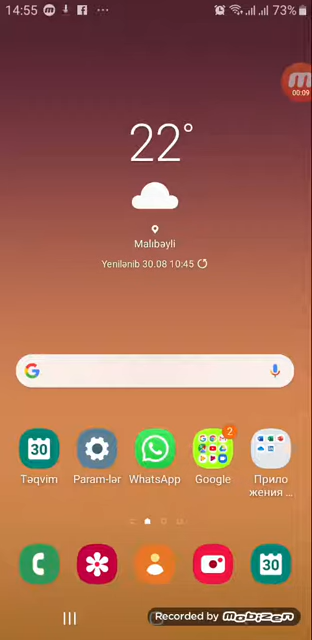 14:55
73%
00:09
22°
Malıbəyli
Yenilənib 30.08 10:45
30
2
Təqvim
Param-lər
WhatsApp
Google
Прило
жения ...
30
Recorded by mobizen